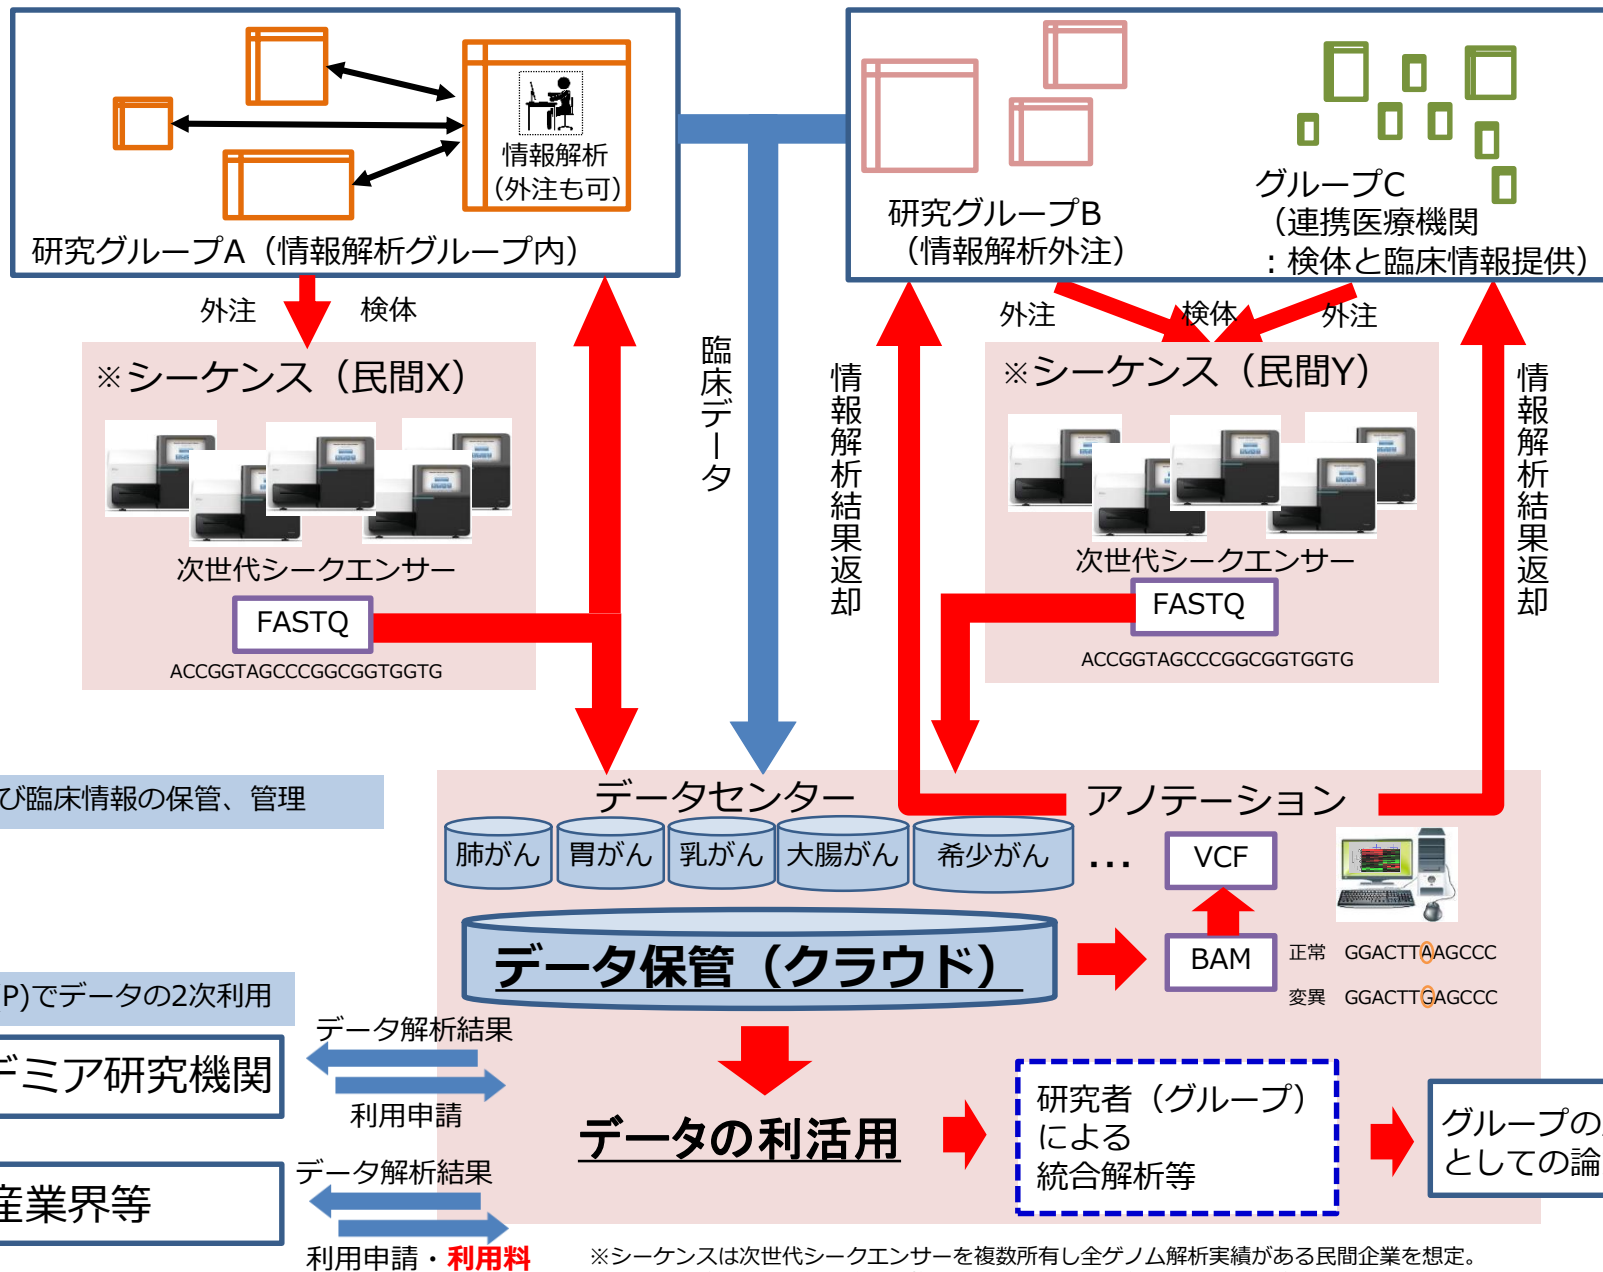 情報解析
（外注も可）
研究グループA（情報解析グループ内）
研究グループB
（情報解析外注）
グループC
（連携医療機関
：検体と臨床情報提供）
外注
検体
外注
検体
外注
※シーケンス（民間X）
次世代シークエンサー
FASTQ
ACCGGTAGCCCGGCGGTGGTG
臨床データ
情報解析結果返却
※シーケンス（民間Y）
次世代シークエンサー
FASTQ
ACCGGTAGCCCGGCGGTGGTG
情報解析結果返却
び臨床情報の保管、管理
データセンター
アノテーション
肺がん
胃がん
乳がん
大腸がん
希少がん
…
VCF
データ保管（クラウド）
BAM
正常 GGACTTAAGCCC
変異 GGACTTGAGCCC
P)でデータの2次利用
データ解析結果
デミア研究機関
利用申請
データの利活用
研究者（グループ）
による
統合解析等
グループの
としての論
データ解析結果
産業界等
利用申請・利用料
※シーケンスは次世代シークエンサーを複数所有し全ゲノム解析実績がある民間企業を想定。